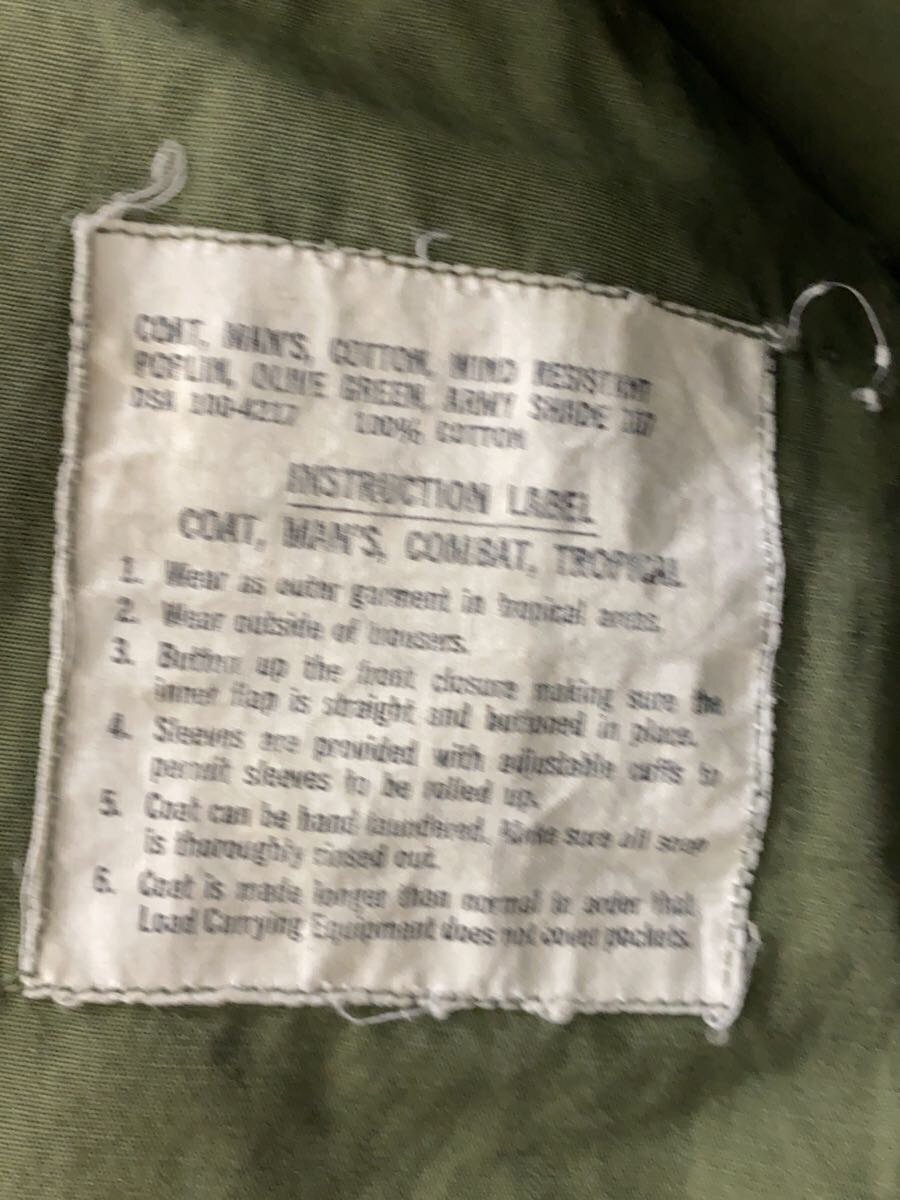 COAT, MAN'S, COTTON, WIND RESISTANT
POPLIN, OLIVE GREEN, ARMY SHADE 107
DSA 100-4217 100% COTTON
INSTRUCTION LABEL
COAT, MAN'S, COMBAT, TROPICAL
1. Wear as outer garment in tropical areas.
2. Wear outside of trousers.
3. Button up the front closure making sure the
inner flap is straight and buttoned in place.
4. Sleeves are provided with adjustable cuffs to
permit sleeves to be rolled up.
5. Coat can be hand laundered. Make sure all soap
is thoroughly rinsed out.
6. Coat is made longer than normal in order that
Load Carrying Equipment does not cover pockets.